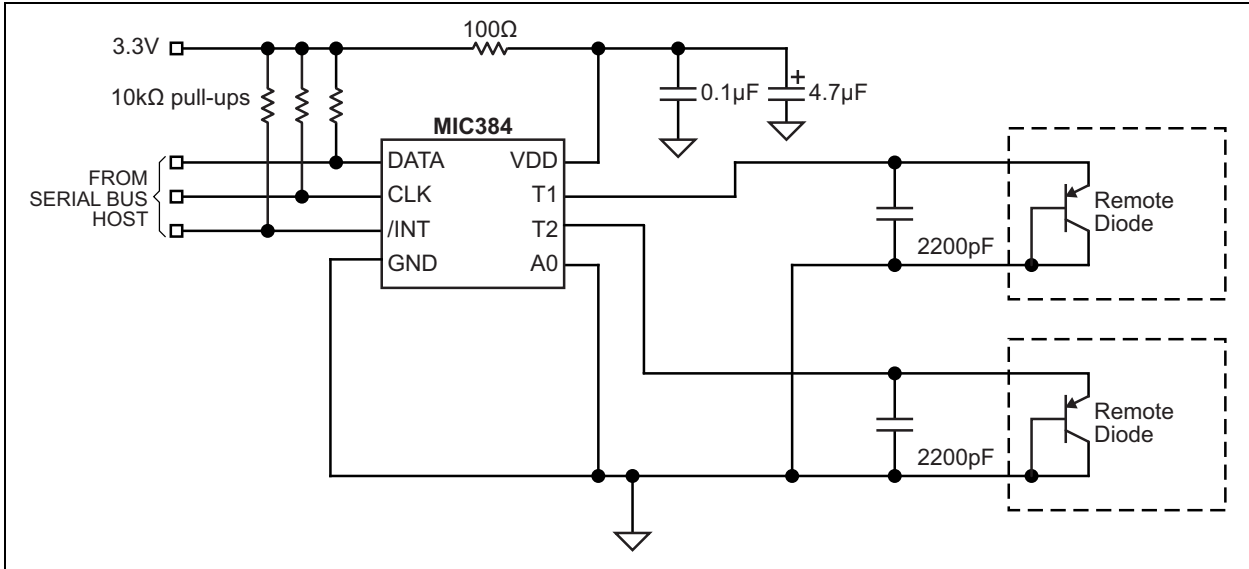 100Ω
3.3V
10kΩ pull-ups
0.1µF
+
4.7µF
MIC384
FROM
SERIAL BUS
HOST
DATA
CLK
/INT
GND
VDD
T1
T2
A0
2200pF
Remote
Diode
2200pF
Remote
Diode